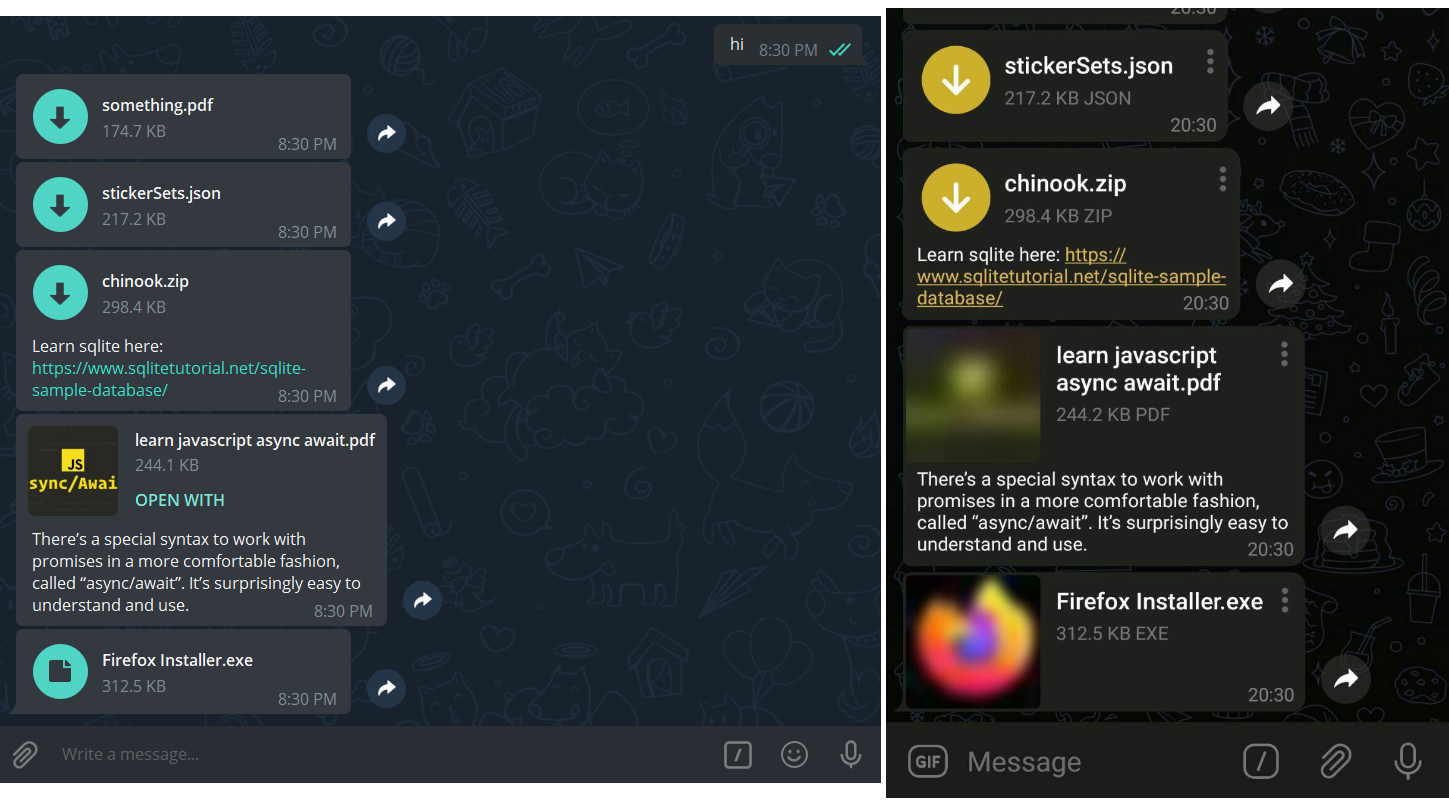 hi 8:30 PM
something.pdf
174.7 KB
8:30 PM
stickerSets.json
217.2 KB
8:30 PM
chinook.zip
298.4 KB
Learn sqlite here:
https://www.sqlitetutorial.net/sqlite-
sample-database/
8:30 PM
learn javascript async await.pdf
244.1 KB
OPEN WITH
JS
sync/Awai
There’s a special syntax to work with
promises in a more comfortable fashion,
called “async/await”. It’s surprisingly easy to
understand and use.
8:30 PM
Firefox Installer.exe
312.5 KB
8:30 PM
Write a message...
/
20:30
stickerSets.json
217.2 KB JSON
20:30
chinook.zip
298.4 KB ZIP
Learn sqlite here: https://
www.sqlitetutorial.net/sqlite-sample-
database/
20:30
learn javascript
async await.pdf
244.2 KB PDF
There’s a special syntax to work with
promises in a more comfortable fashion,
called “async/await”. It’s surprisingly easy to
understand and use.
20:30
Firefox Installer.exe
312.5 KB EXE
20:30
GIF
Message
/